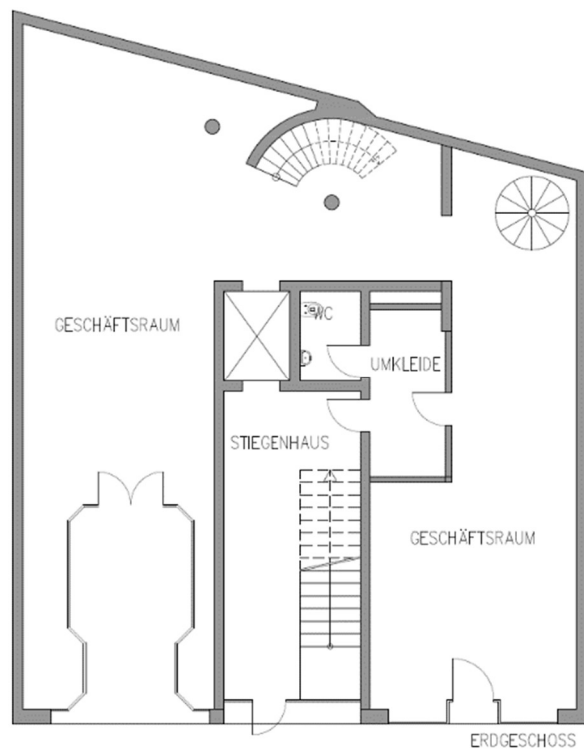 WC
GESCHÄFTSRAUM
UMKLEIDE
STIEGENHAUS
GESCHÄFTSRAUM
ERDGESCHOSS